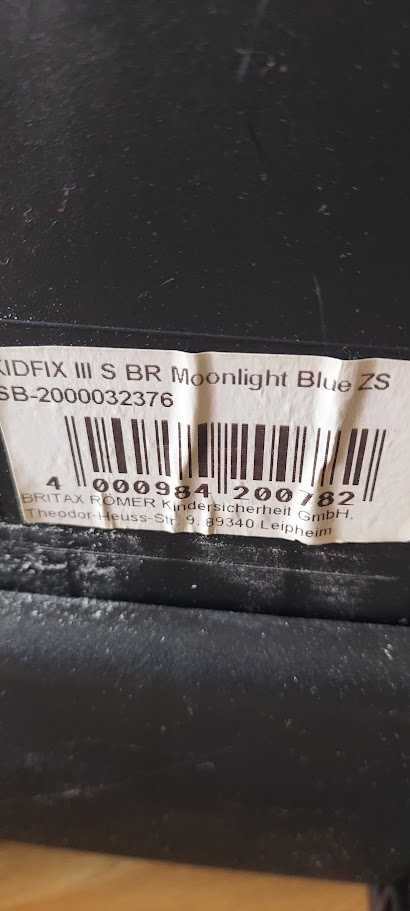 KIDFIX III S BR Moonlight Blue ZS
SB-2000032376
4 000984 200782
BRITAX RÖMER Kindersicherheit GmbH,
Theodor-Heuss-Str. 9, 89340 Leipheim